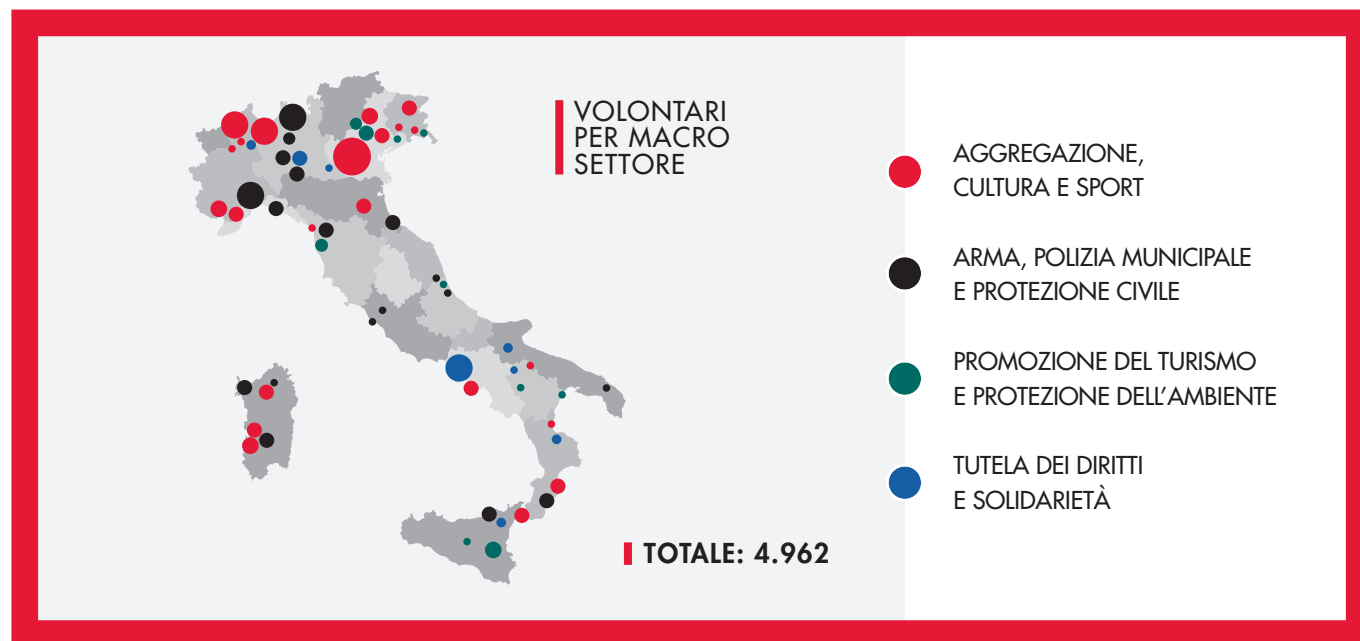 VOLONTARI
PER MACRO
SETTORE
AGGREGAZIONE,
CULTURA E SPORT
ARMA, POLIZIA MUNICIPALE
E PROTEZIONE CIVILE
PROMOZIONE DEL TURISMO
E PROTEZIONE DELL'AMBIENTE
TUTELA DEI DIRITTI
E SOLIDARIETÀ
TOTALE: 4.962